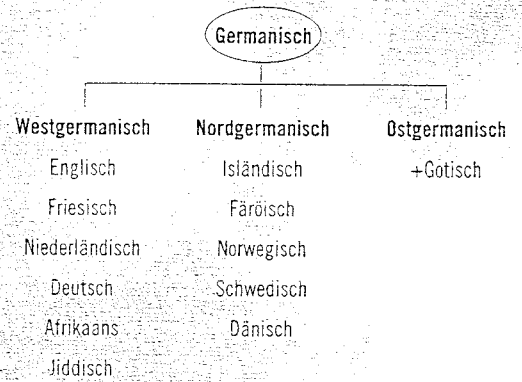 Germanisch
Westgermanisch Nordgermanisch Ostgermanisch
Englisch Isländisch +Gotisch
Friesisch Färöisch
Niederländisch Norwegisch
Deutsch Schwedisch
Afrikaans Dänisch
Jiddisch